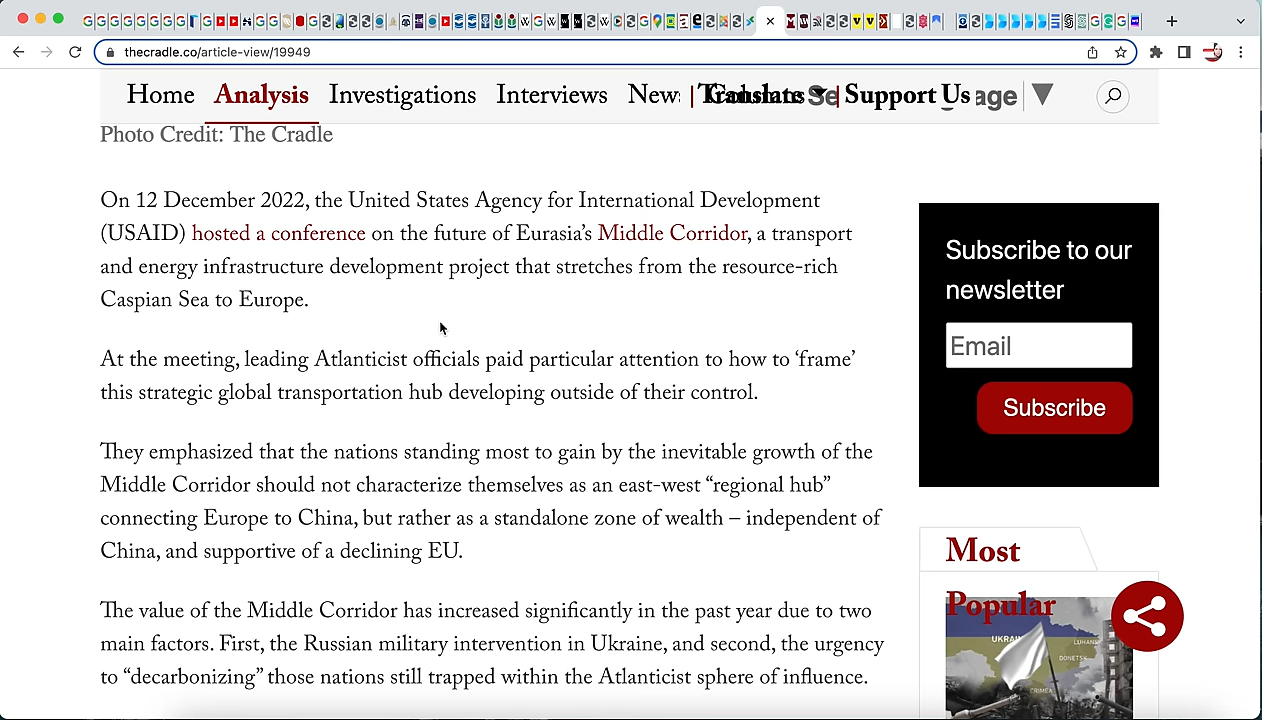 thecradle.co/article-view/19949
Home Analysis Investigations Interviews New | Translate | Support Us age
Photo Credit: The Cradle
On 12 December 2022, the United States Agency for International Development
(USAID) hosted a conference on the future of Eurasia’s Middle Corridor, a transport
and energy infrastructure development project that stretches from the resource-rich
Caspian Sea to Europe.
At the meeting, leading Atlanticist officials paid particular attention to how to ‘frame’
this strategic global transportation hub developing outside of their control.
They emphasized that the nations standing most to gain by the inevitable growth of the
Middle Corridor should not characterize themselves as an east-west “regional hub”
connecting Europe to China, but rather as a standalone zone of wealth – independent of
China, and supportive of a declining EU.
The value of the Middle Corridor has increased significantly in the past year due to two
main factors. First, the Russian military intervention in Ukraine, and second, the urgency
to “decarbonizing” those nations still trapped within the Atlanticist sphere of influence.
Subscribe to our
newsletter
Email
Subscribe
Most
Popular
UKRAI
LUHANS
DONETSK
CRIMEA